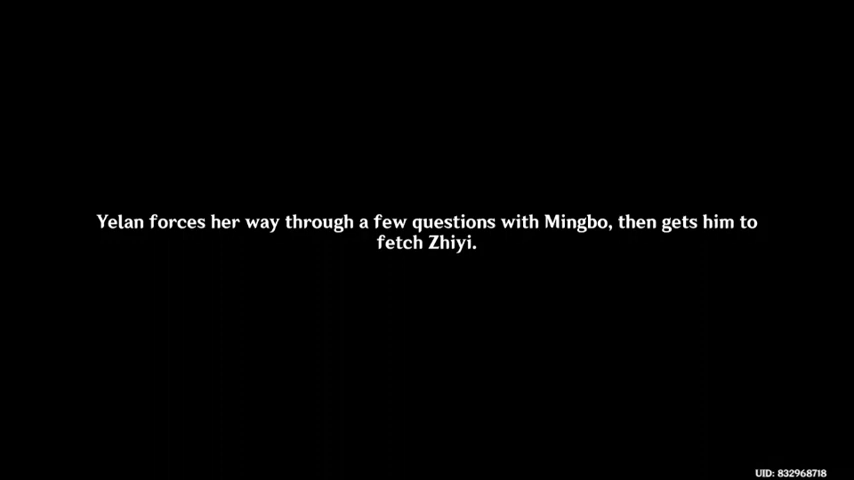 Yelan forces her way through a few questions with Mingbo, then gets him to
fetch Zhiyi.
UID: 832968718